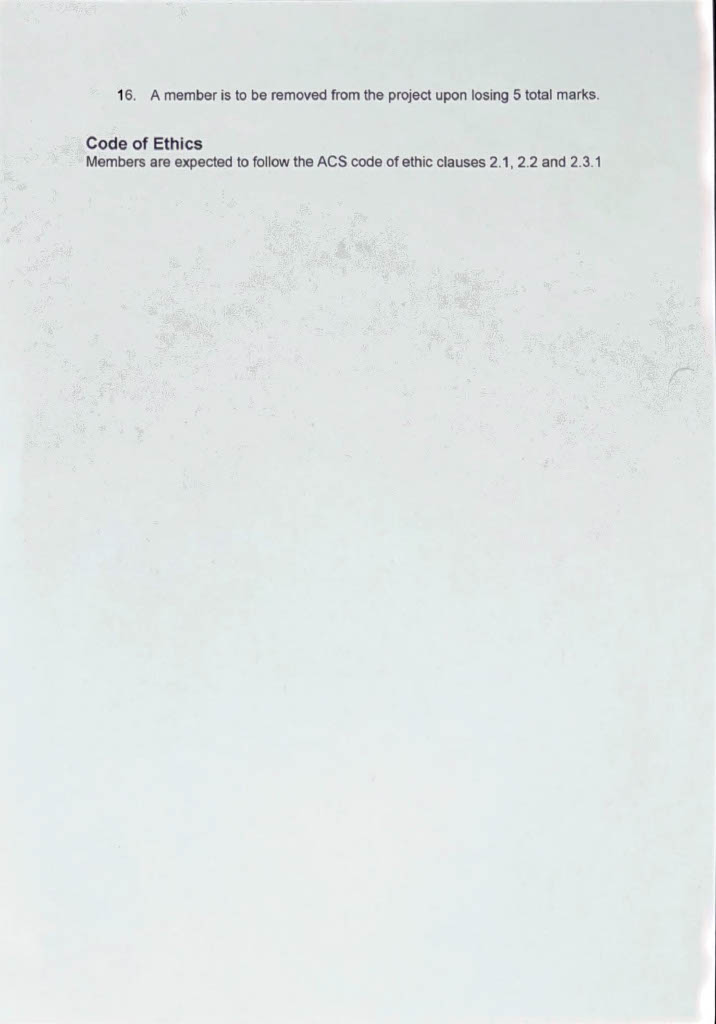 16. A member is to be removed from the project upon losing 5 total marks.
Code of Ethics
Members are expected to follow the ACS code of ethic clauses 2.1, 2.2 and 2.3.1